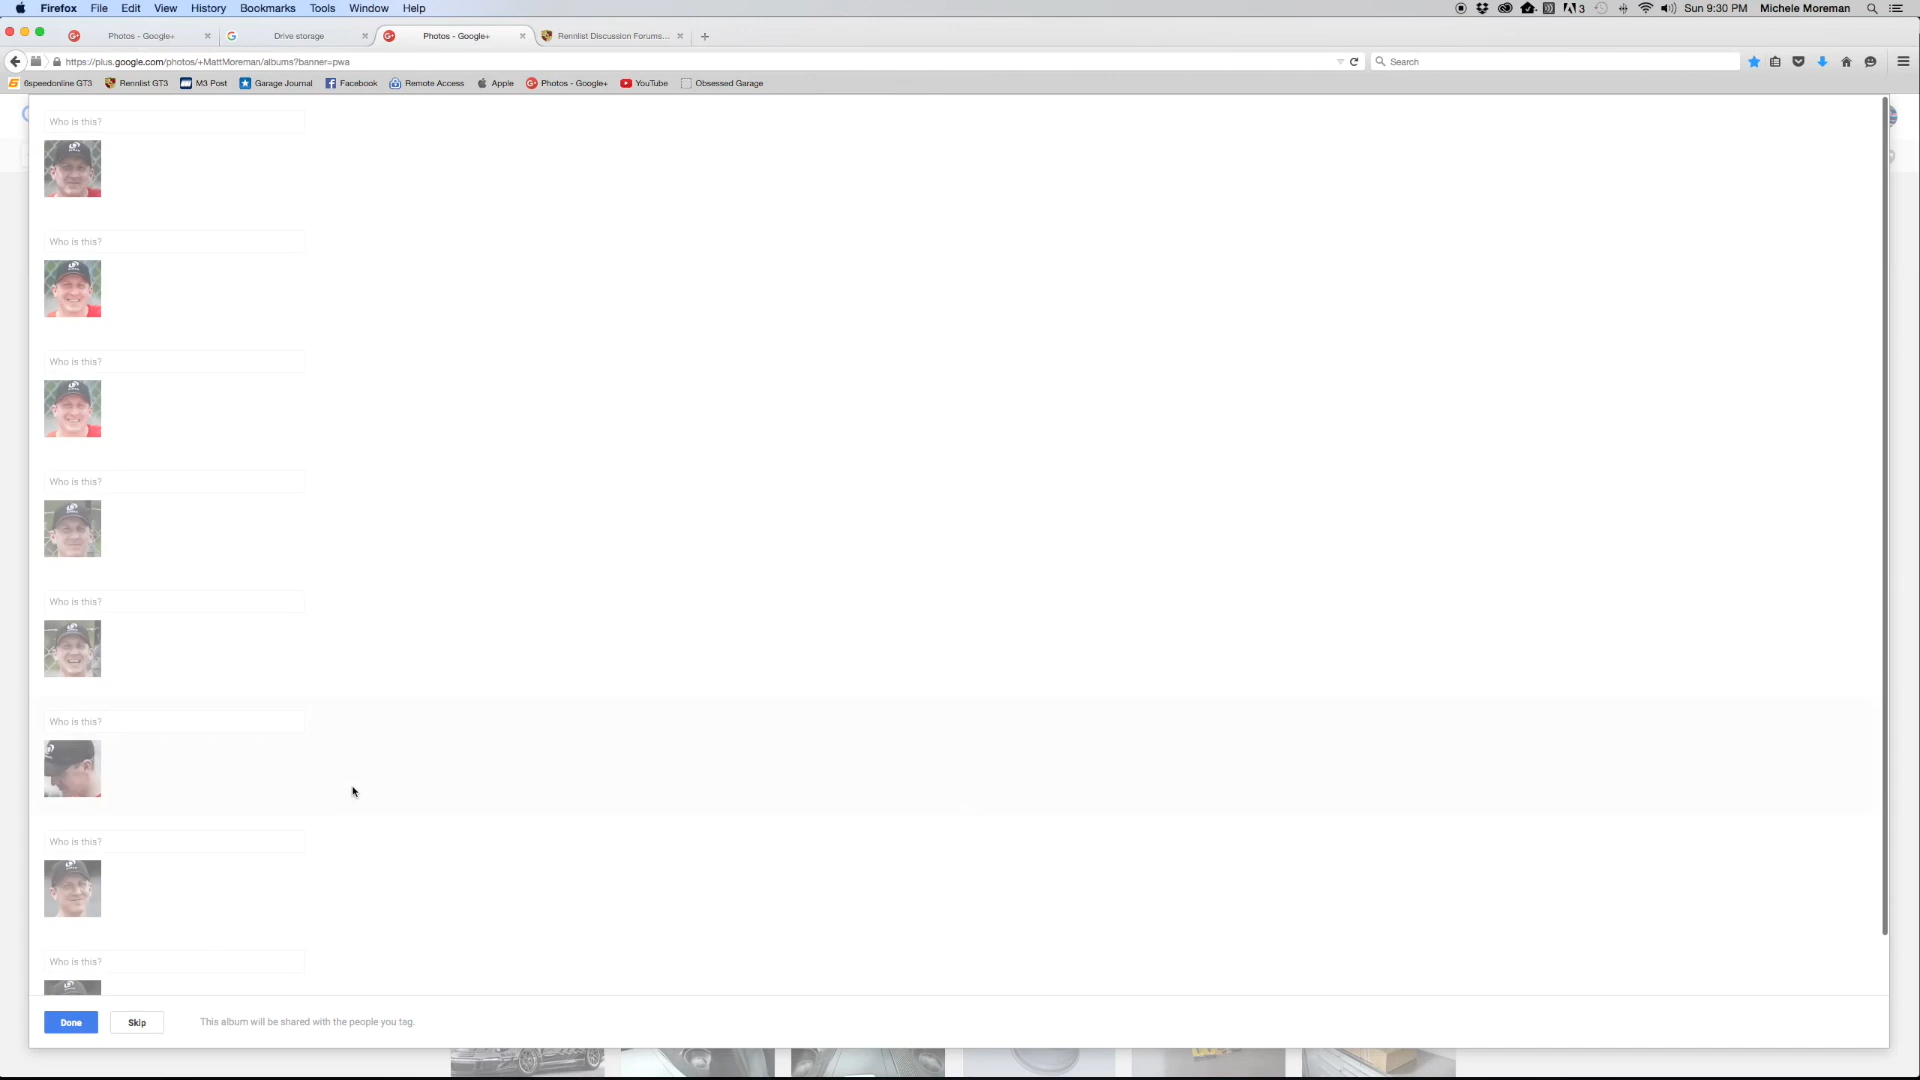 Firefox File Edit View History Bookmarks Tools Window Help 3 Sun 9:30 PM Michele Moreman
Photos - Google+ Drive storage Photos - Google+ Rennlist Discussion Forums...
https://plus.google.com/photos/+MattMoreman/albums?banner=pwa Search
6speedonline GT3 Rennlist GT3 M3 Post Garage Journal Facebook Remote Access Apple Photos - Google+ YouTube Obsessed Garage
Who is this?
Who is this?
Who is this?
Who is this?
Who is this?
Who is this?
Who is this?
Who is this?
Done Skip This album will be shared with the people you tag.